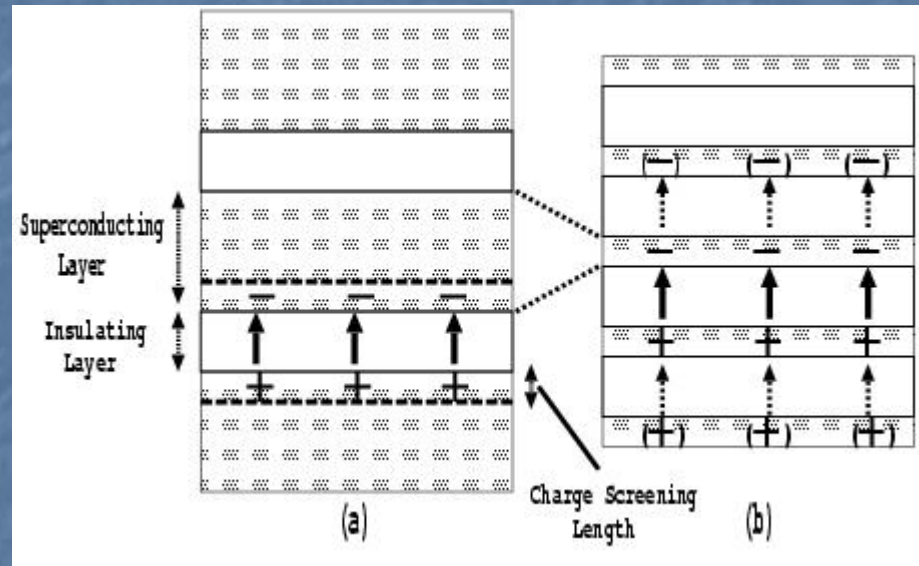 Superconducting
Layer
Insulating
Layer
Charge Screening
Length
(a)
(b)